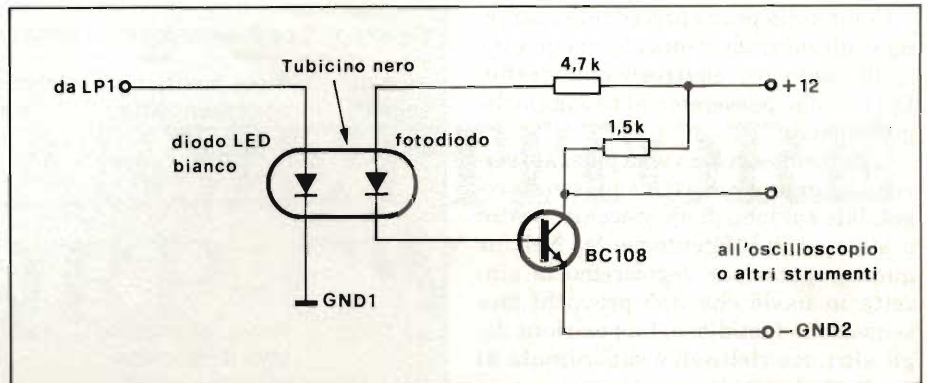 4,7k
Tubicino nero
da LP1
+12
1,5k
diodo LED
bianco
fotodiodo
BC108
all'oscilloscopio
o altri strumenti
GND1
-GND2